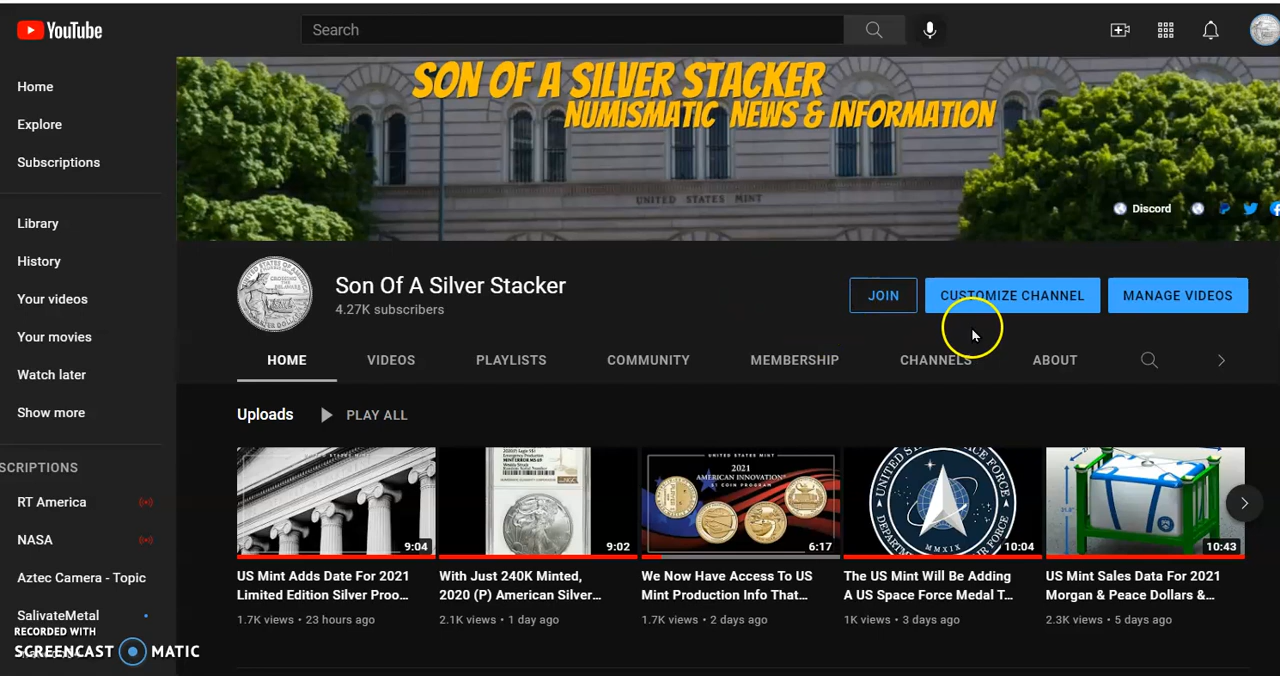 YouTube
Search
Home
Explore
Subscriptions
Library
History
Your videos
Your movies
Watch later
Show more
SCRIPTIONS
RT America
NASA
Aztec Camera - Topic
SalivateMetal
RECORDED WITH
SCREENCAST MATIC
SON OF A SILVER STACKER
NUMISMATIC NEWS & INFORMATION
UNITED STATES MINT
Discord
Son Of A Silver Stacker
4.27K subscribers
JOIN
CUSTOMIZE CHANNEL
MANAGE VIDEOS
HOME
VIDEOS
PLAYLISTS
COMMUNITY
MEMBERSHIP
CHANNELS
ABOUT
Uploads
PLAY ALL
9:04
US Mint Adds Date For 2021
Limited Edition Silver Proo...
1.7K views • 23 hours ago
9:02
With Just 240K Minted,
2020 (P) American Silver...
2.1K views • 1 day ago
UNITED STATES MINT
2021
AMERICAN INNOVATION
$1 COIN PROGRAM
6:17
We Now Have Access To US
Mint Production Info That...
1.7K views • 2 days ago
MMXIX
10:04
The US Mint Will Be Adding
A US Space Force Medal T...
1K views • 3 days ago
10:43
US Mint Sales Data For 2021
Morgan & Peace Dollars &...
2.3K views • 5 days ago